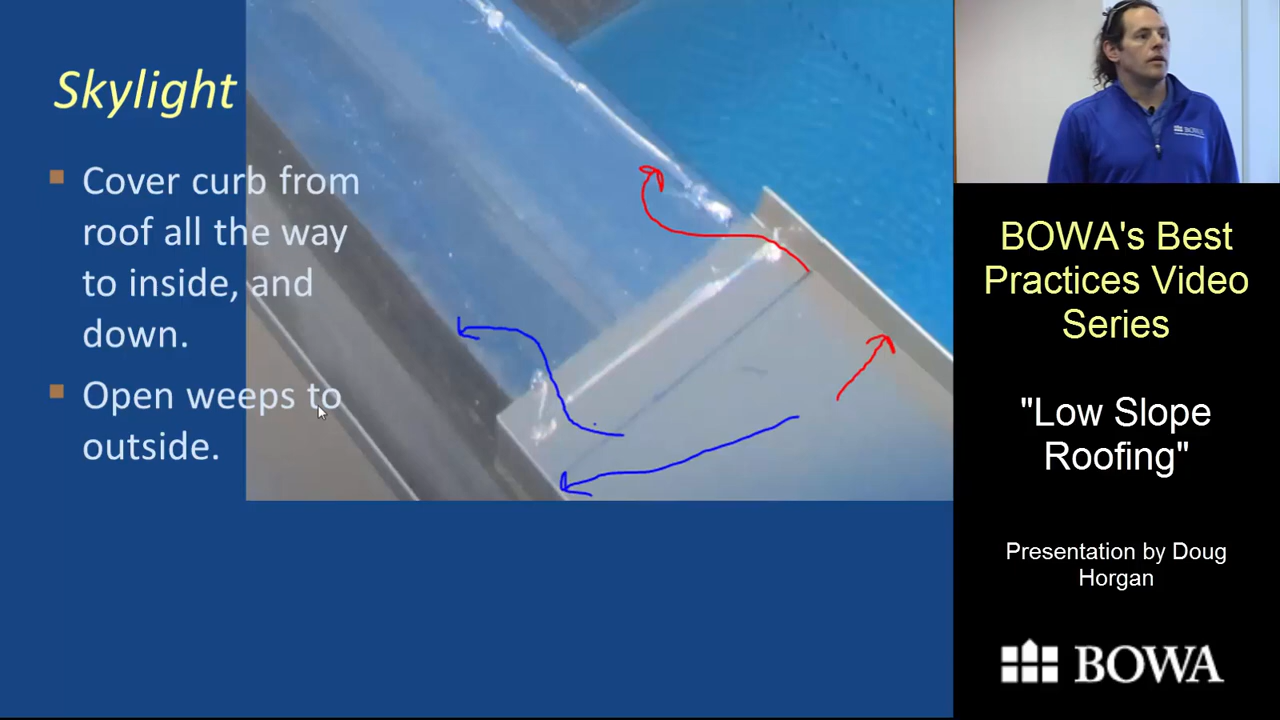 Skylight
▪ Cover curb from
roof all the way
to inside, and
down.
▪ Open weeps to
outside.
BOWA
BOWA's Best
Practices Video
Series
"Low Slope
Roofing"
Presentation by Doug
Horgan
BOWA